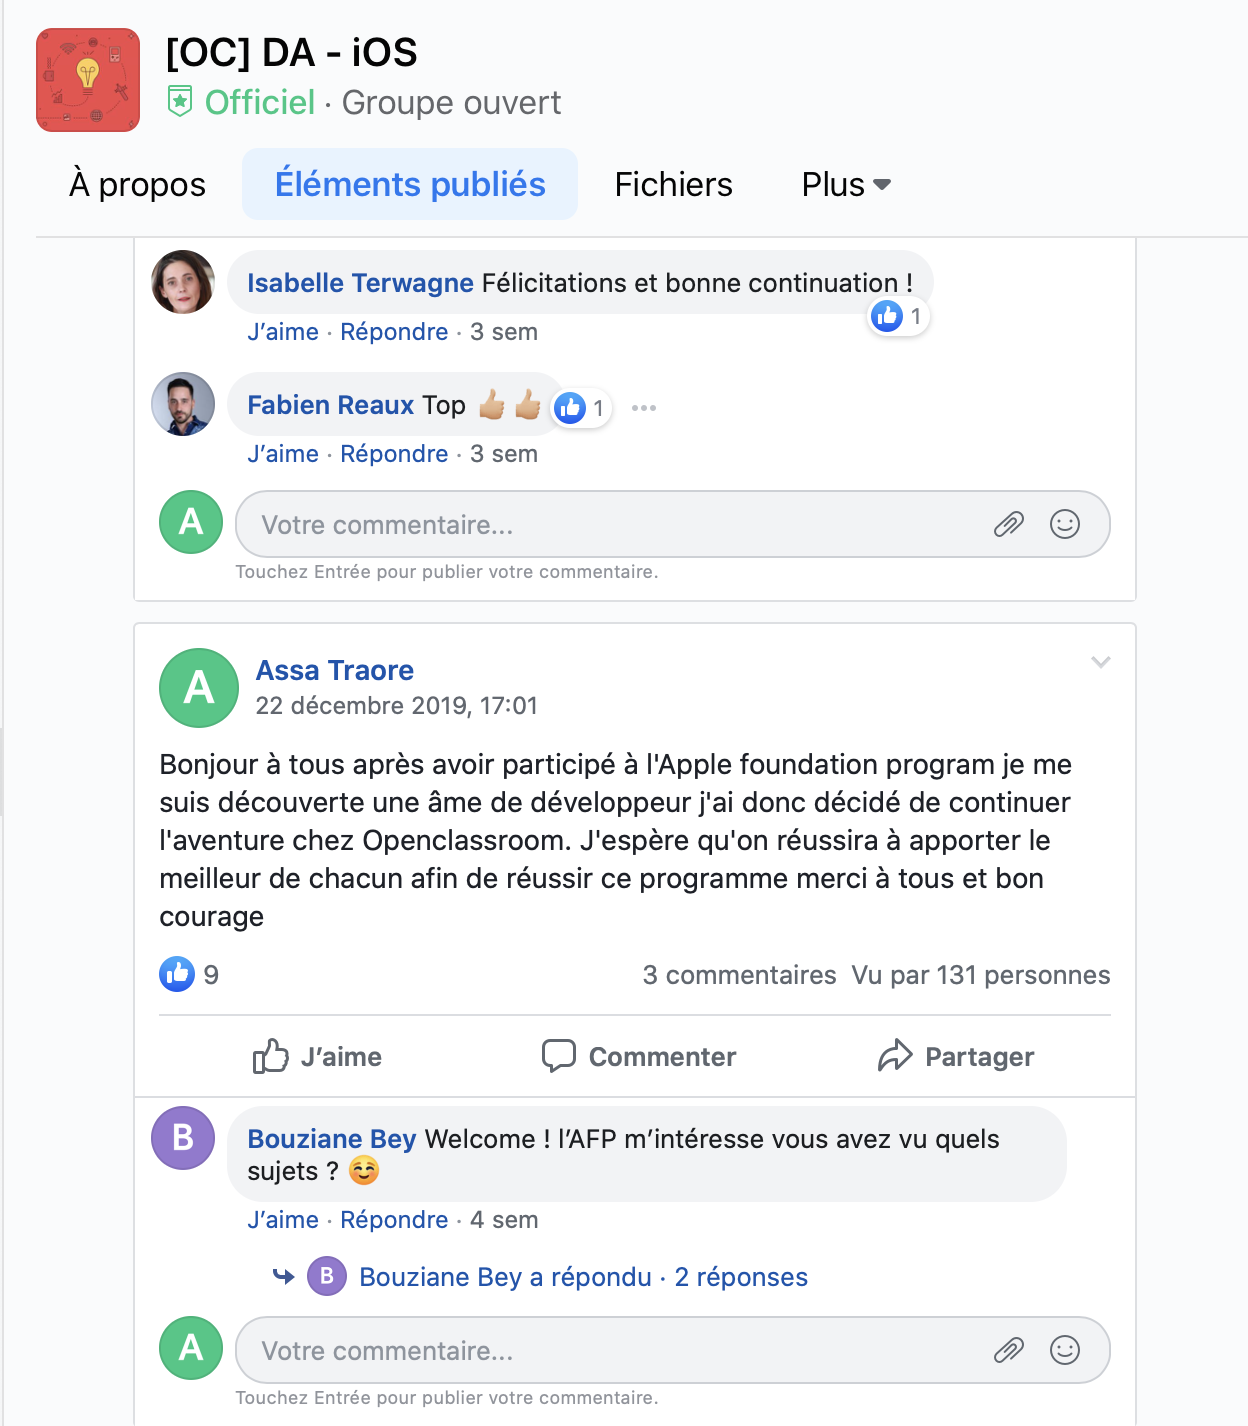 [OC] DA - iOS
Officiel · Groupe ouvert
À propos
Éléments publiés
Fichiers
Plus
Isabelle Terwagne Félicitations et bonne continuation !
1
J’aime · Répondre · 3 sem
Fabien Reaux Top 👍🏼 👍🏼
1
J’aime · Répondre · 3 sem
A
Votre commentaire...
Touchez Entrée pour publier votre commentaire.
A
Assa Traore
22 décembre 2019, 17:01
Bonjour à tous après avoir participé à l'Apple foundation program je me
suis découverte une âme de développeur j'ai donc décidé de continuer
l'aventure chez Openclassroom. J'espère qu'on réussira à apporter le
meilleur de chacun afin de réussir ce programme merci à tous et bon
courage
9
3 commentaires Vu par 131 personnes
J’aime
Commenter
Partager
B
Bouziane Bey Welcome ! l’AFP m’intéresse vous avez vu quels
sujets ? ☺️
J’aime · Répondre · 4 sem
B
Bouziane Bey a répondu · 2 réponses
A
Votre commentaire...
Touchez Entrée pour publier votre commentaire.